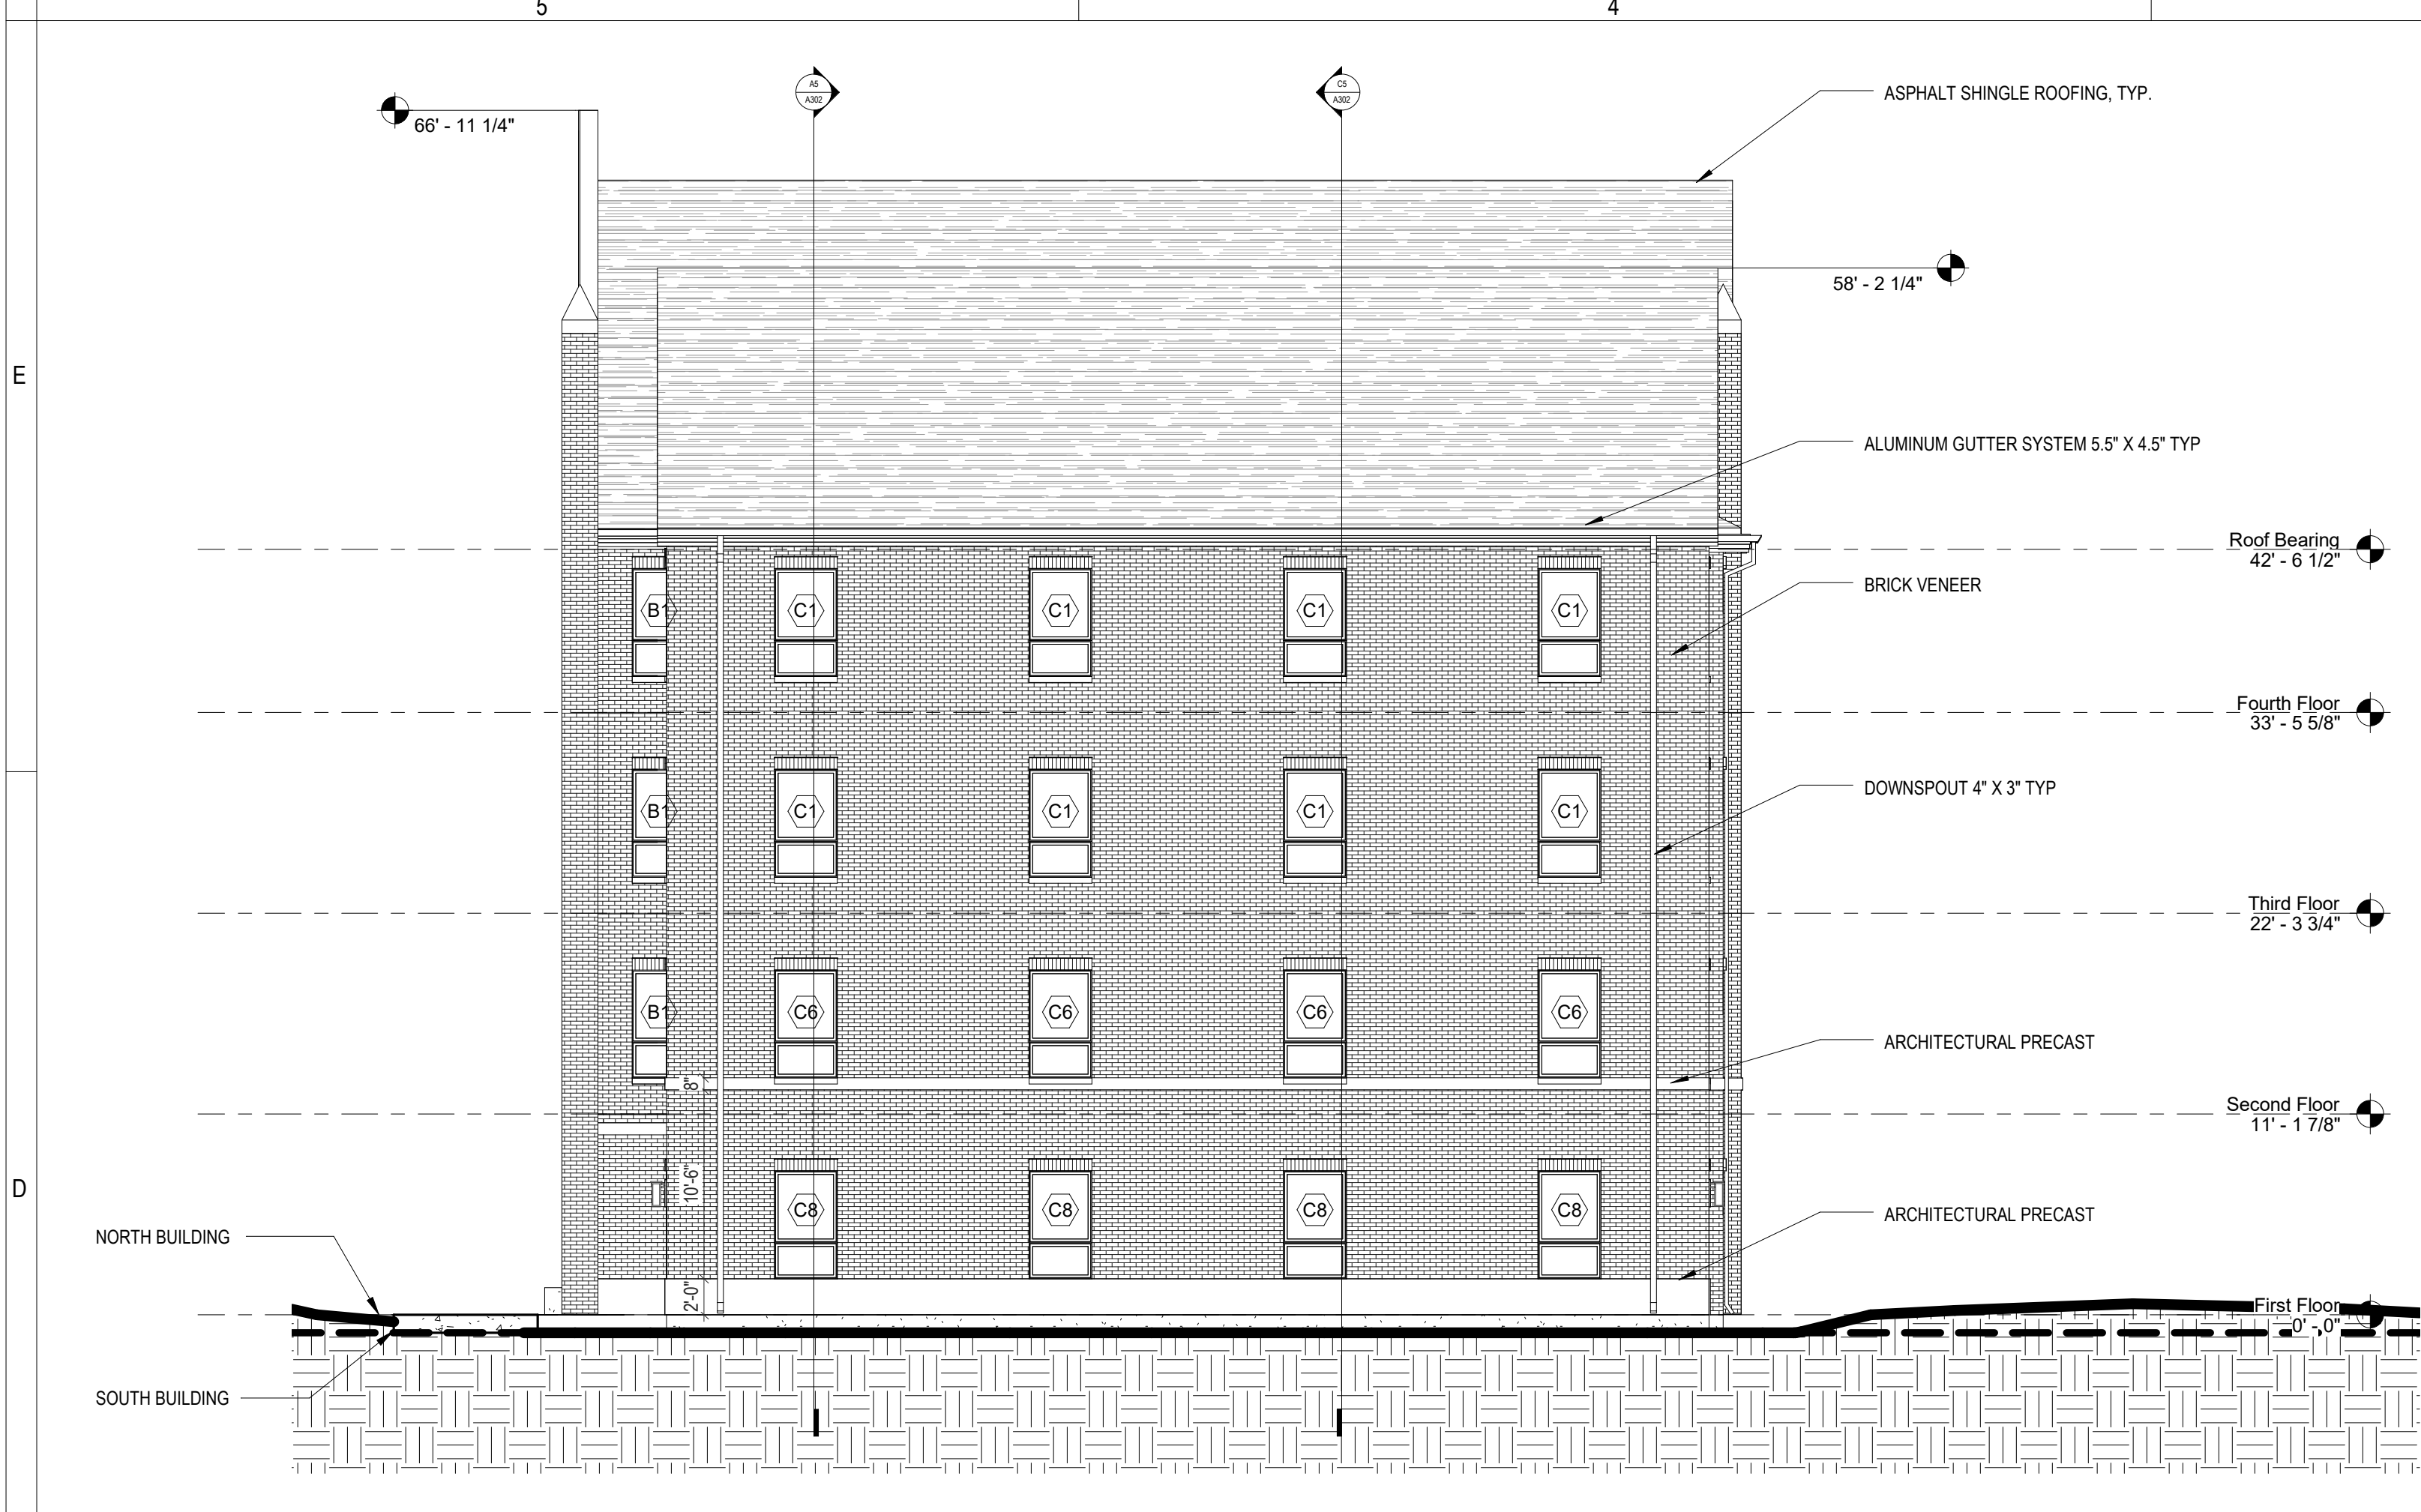 5
4
A5
A302
C5
A302
ASPHALT SHINGLE ROOFING, TYP.
66' - 11 1/4"
58' - 2 1/4"
E
ALUMINUM GUTTER SYSTEM 5.5" X 4.5" TYP
Roof Bearing
42' - 6 1/2"
BRICK VENEER
B1
C1
C1
C1
C1
Fourth Floor
33' - 5 5/8"
DOWNSPOUT 4" X 3" TYP
B1
C1
C1
C1
C1
Third Floor
22' - 3 3/4"
B1
C6
C6
C6
C6
ARCHITECTURAL PRECAST
8"
Second Floor
11' - 1 7/8"
10'-6"
D
C8
C8
C8
C8
ARCHITECTURAL PRECAST
NORTH BUILDING
2'-0"
First Floor
0' - 0"
SOUTH BUILDING